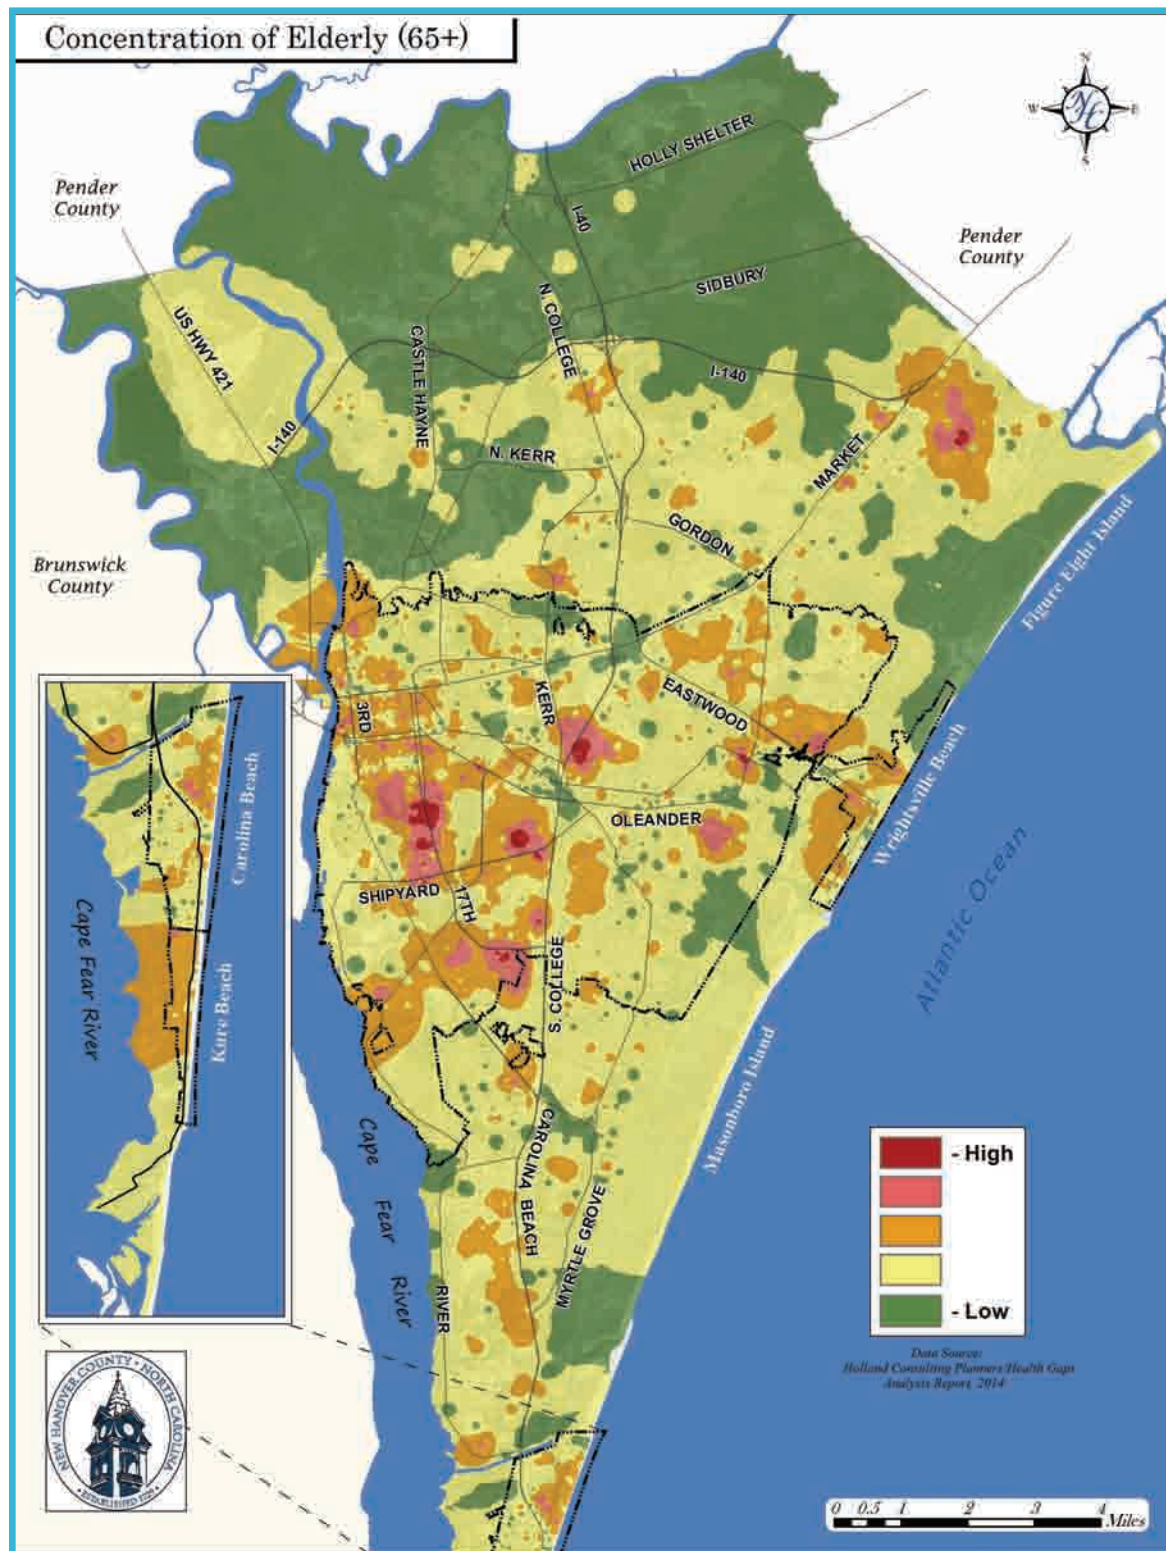 Concentration of Elderly (65+)
N
W
E
S
NH
HOLLY SHELTER
Pender
County
I-40
Pender
County
SIDBURY
N. COLLEGE
US HWY 421
CASTLE HAYNE
I-140
I-140
N. KERR
MARKET
GORDON
Figure Eight Island
Brunswick
County
EASTWOOD
KERR
3RD
Wrightsville Beach
OLEANDER
SHIPYARD
17TH
Atlantic Ocean
S. COLLEGE
Carolina Beach
Cape Fear River
Kure Beach
Masonboro Island
Cape
Fear
River
CAROLINA BEACH
MYRTLE GROVE
RIVER
- High
- Low
Data Source:
Holland Consulting Planners/Health Gaps
Analysis Report, 2014
NEW HANOVER COUNTY • NORTH CAROLINA
• ESTABLISHED 1729 •
0 0.5 1 2 3 4
Miles